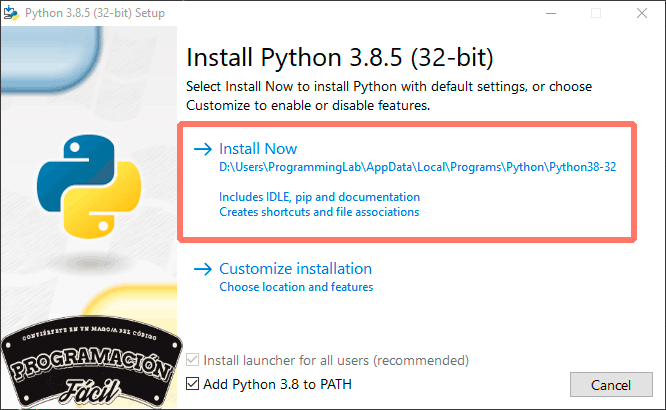 Python 3.8.5 (32-bit) Setup
Install Python 3.8.5 (32-bit)
Select Install Now to install Python with default settings, or choose
Customize to enable or disable features.
Install Now
D:\Users\ProgrammingLab\AppData\Local\Programs\Python\Python38-32
Includes IDLE, pip and documentation
Creates shortcuts and file associations
Customize installation
Choose location and features
CONVIÉRTETE EN UN MAGO/A DEL CÓDIGO
PROGRAMACIÓN
Fácil
Install launcher for all users (recommended)
Add Python 3.8 to PATH
Cancel